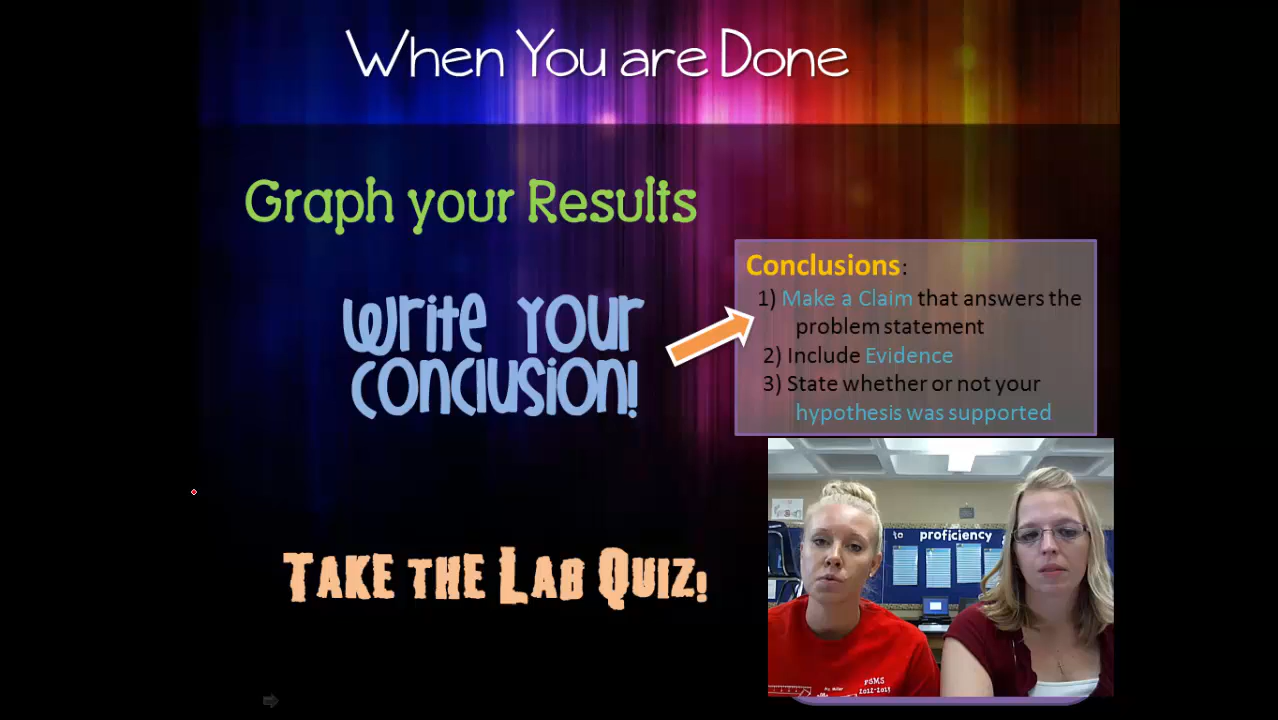 When You are Done
Graph your Results
Write your
conclusion!
Conclusions:
1) Make a Claim that answers the
problem statement
2) Include Evidence
3) State whether or not your
hypothesis was supported
to proficiency
Take the Lab Quiz!
PSMS
2012-2013